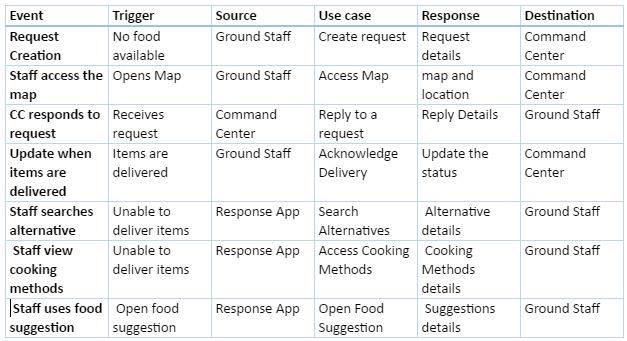 Event Trigger Source Use case Response Destination
Request No food Ground Staff Create request Request Command
Creation available details Center
Staff access the Opens Map Ground Staff Access Map map and Command
map location Center
CC responds to Receives Command Reply to a Reply Details Ground Staff
request request Center request
Update when Items are Ground Staff Acknowledge Update the Command
items are delivered Delivery status Center
delivered
Staff searches Unable to Response App Search Alternative Ground Staff
alternative deliver items Alternatives details
Staff view Unable to Response App Access Cooking Cooking Ground Staff
cooking deliver items Methods Methods
methods details
Staff uses food Open food Response App Open Food Suggestions Ground Staff
suggestion suggestion Suggestion details